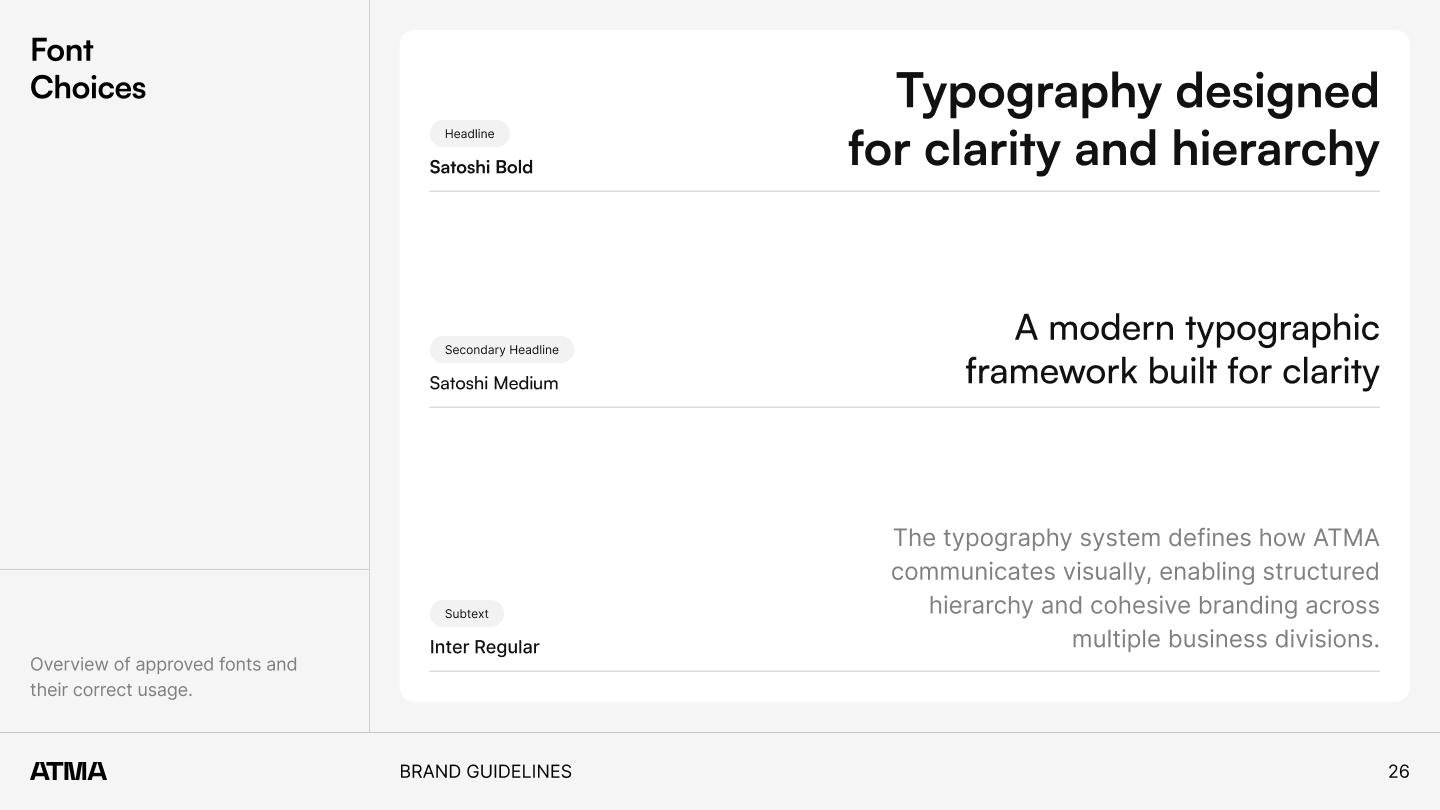 Font
Choices
Headline
Satoshi Bold
Typography designed
for clarity and hierarchy
Secondary Headline
Satoshi Medium
A modern typographic
framework built for clarity
Subtext
Inter Regular
The typography system defines how ATMA
communicates visually, enabling structured
hierarchy and cohesive branding across
multiple business divisions.
Overview of approved fonts and
their correct usage.
ATMA
BRAND GUIDELINES
26